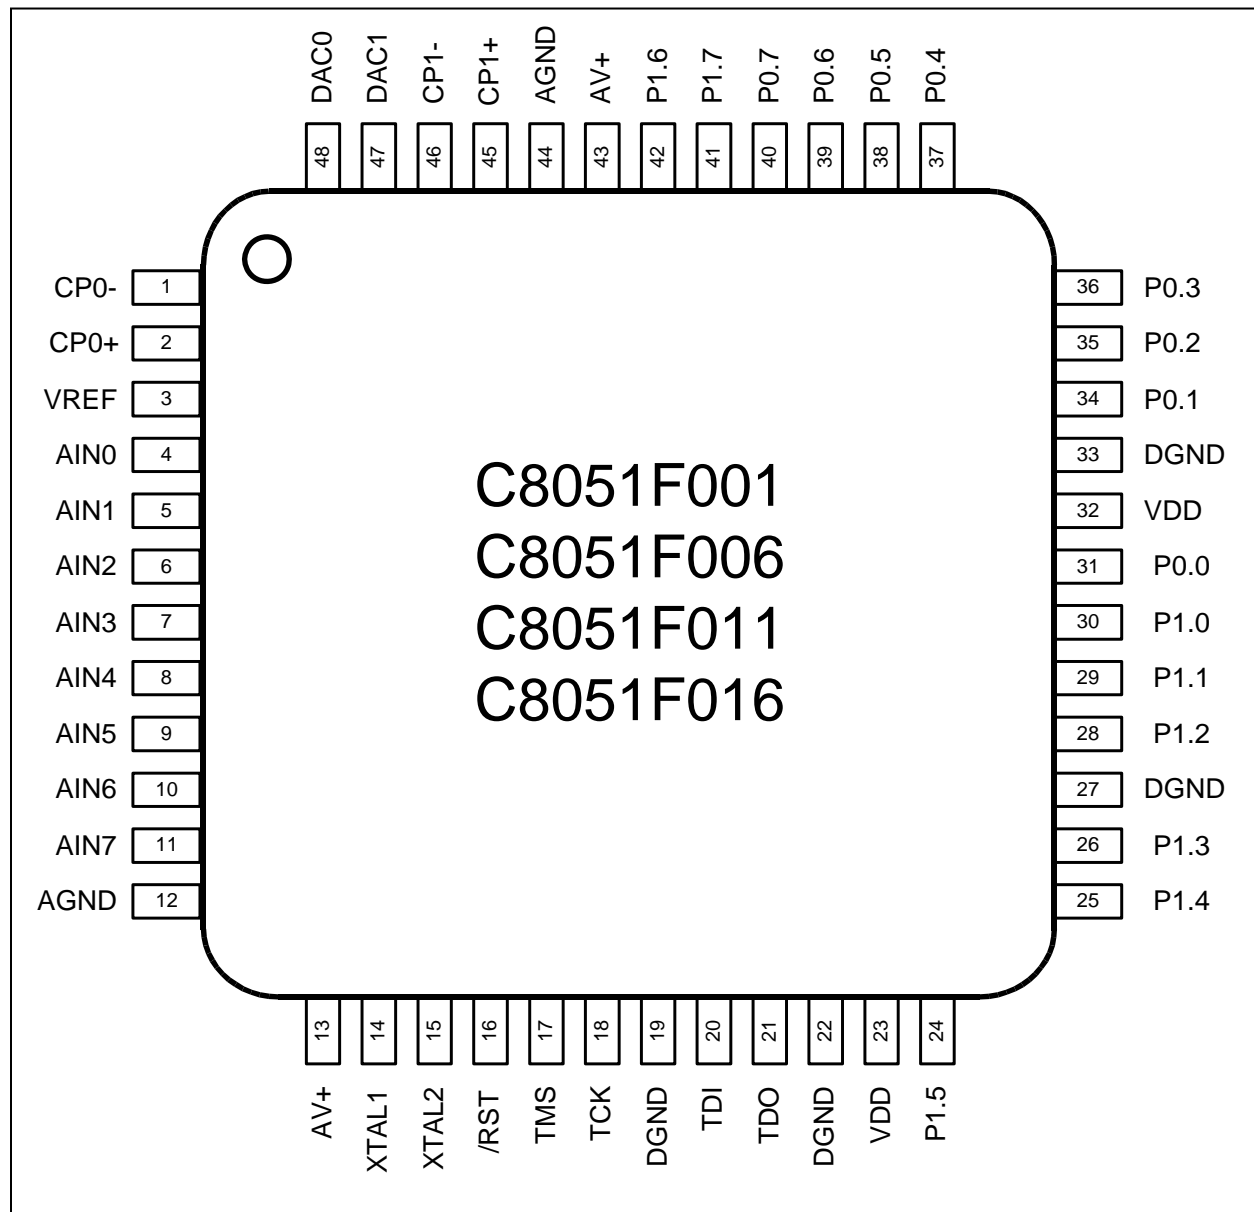 DAC0 DAC1 CP1- CP1+ AGND AV+ P1.6 P1.7 P0.7 P0.6 P0.5 P0.4
48 47 46 45 44 43 42 41 40 39 38 37
CP0- 1
CP0+ 2
VREF 3
AIN0 4
AIN1 5
AIN2 6
AIN3 7
AIN4 8
AIN5 9
AIN6 10
AIN7 11
AGND 12
C8051F001
C8051F006
C8051F011
C8051F016
36 P0.3
35 P0.2
34 P0.1
33 DGND
32 VDD
31 P0.0
30 P1.0
29 P1.1
28 P1.2
27 DGND
26 P1.3
25 P1.4
13 14 15 16 17 18 19 20 21 22 23 24
AV+ XTAL1 XTAL2 /RST TMS TCK DGND TDI TDO DGND VDD P1.5